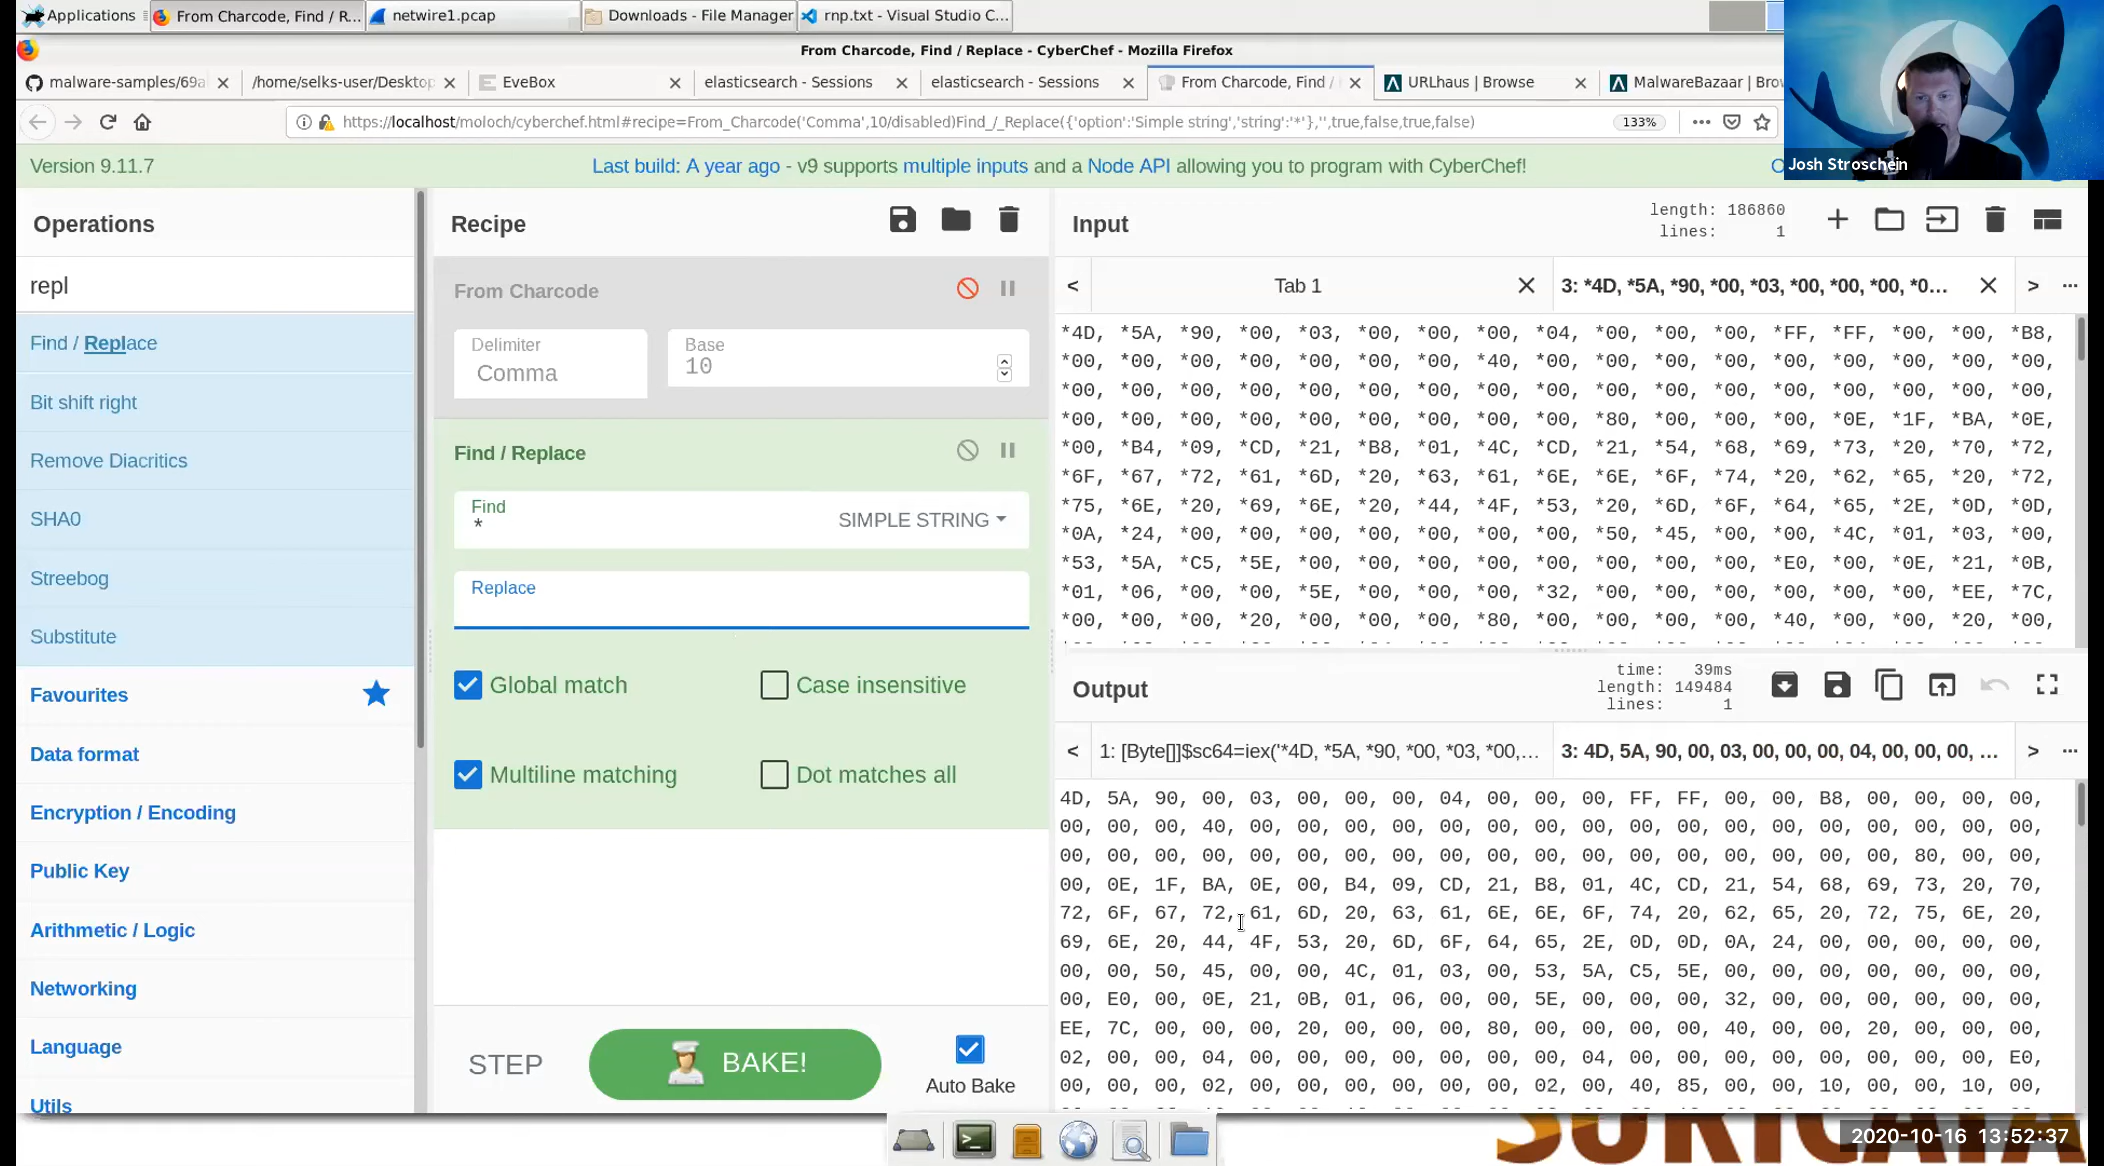 Applications
From Charcode, Find / R...
netwire1.pcap
Downloads - File Manager
rnp.txt - Visual Studio C...
From Charcode, Find / Replace - CyberChef - Mozilla Firefox
malware-samples/69a
/home/selks-user/Desktop
EveBox
elasticsearch - Sessions
elasticsearch - Sessions
From Charcode, Find /
URLhaus | Browse
MalwareBazaar | Brow
https://localhost/moloch/cyberchef.html#recipe=From_Charcode('Comma',10/disabled)Find_/_Replace({'option':'Simple string','string':'*'},'',true,false,true,false)
133%
Josh Stroschein
Version 9.11.7
Last build: A year ago - v9 supports multiple inputs and a Node API allowing you to program with CyberChef!
Operations
repl
Find / Replace
Bit shift right
Remove Diacritics
SHA0
Streebog
Substitute
Favourites
Data format
Encryption / Encoding
Public Key
Arithmetic / Logic
Networking
Language
Utils
Recipe
From Charcode
Delimiter
Comma
Base
10
Find / Replace
Find
*
SIMPLE STRING
Replace
Global match
Case insensitive
Multiline matching
Dot matches all
STEP
BAKE!
Auto Bake
Input
length: 186860
lines: 1
Tab 1
3: *4D, *5A, *90, *00, *03, *00, *00, *00, *0...
*4D, *5A, *90, *00, *03, *00, *00, *00, *04, *00, *00, *00, *FF, *FF, *00, *00, *B8,
*00, *00, *00, *00, *00, *00, *00, *40, *00, *00, *00, *00, *00, *00, *00, *00, *00,
*00, *00, *00, *00, *00, *00, *00, *00, *00, *00, *00, *00, *00, *00, *00, *00, *00,
*00, *00, *00, *00, *00, *00, *00, *00, *00, *80, *00, *00, *00, *0E, *1F, *BA, *0E,
*00, *B4, *09, *CD, *21, *B8, *01, *4C, *CD, *21, *54, *68, *69, *73, *20, *70, *72,
*6F, *67, *72, *61, *6D, *20, *63, *61, *6E, *6E, *6F, *74, *20, *62, *65, *20, *72,
*75, *6E, *20, *69, *6E, *20, *44, *4F, *53, *20, *6D, *6F, *64, *65, *2E, *0D, *0D,
*0A, *24, *00, *00, *00, *00, *00, *00, *00, *50, *45, *00, *00, *4C, *01, *03, *00,
*53, *5A, *C5, *5E, *00, *00, *00, *00, *00, *00, *00, *00, *E0, *00, *0E, *21, *0B,
*01, *06, *00, *00, *5E, *00, *00, *00, *32, *00, *00, *00, *00, *00, *00, *EE, *7C,
*00, *00, *00, *20, *00, *00, *00, *80, *00, *00, *00, *00, *40, *00, *00, *20, *00,
Output
time: 39ms
length: 149484
lines: 1
1: [Byte[]]$sc64=iex('*4D, *5A, *90, *00, *03, *00,...
3: 4D, 5A, 90, 00, 03, 00, 00, 00, 04, 00, 00, 00, ...
4D, 5A, 90, 00, 03, 00, 00, 00, 04, 00, 00, 00, FF, FF, 00, 00, B8, 00, 00, 00, 00,
00, 00, 00, 40, 00, 00, 00, 00, 00, 00, 00, 00, 00, 00, 00, 00, 00, 00, 00, 00, 00,
00, 00, 00, 00, 00, 00, 00, 00, 00, 00, 00, 00, 00, 00, 00, 00, 00, 00, 80, 00, 00,
00, 0E, 1F, BA, 0E, 00, B4, 09, CD, 21, B8, 01, 4C, CD, 21, 54, 68, 69, 73, 20, 70,
72, 6F, 67, 72, 61, 6D, 20, 63, 61, 6E, 6E, 6F, 74, 20, 62, 65, 20, 72, 75, 6E, 20,
69, 6E, 20, 44, 4F, 53, 20, 6D, 6F, 64, 65, 2E, 0D, 0D, 0A, 24, 00, 00, 00, 00, 00,
00, 00, 50, 45, 00, 00, 4C, 01, 03, 00, 53, 5A, C5, 5E, 00, 00, 00, 00, 00, 00, 00,
00, E0, 00, 0E, 21, 0B, 01, 06, 00, 00, 5E, 00, 00, 00, 32, 00, 00, 00, 00, 00, 00,
EE, 7C, 00, 00, 00, 20, 00, 00, 00, 80, 00, 00, 00, 00, 40, 00, 00, 20, 00, 00, 00,
02, 00, 00, 04, 00, 00, 00, 00, 00, 00, 00, 04, 00, 00, 00, 00, 00, 00, 00, 00, E0,
00, 00, 00, 02, 00, 00, 00, 00, 00, 00, 02, 00, 40, 85, 00, 00, 10, 00, 00, 10, 00,
SURICATA
2020-10-16 13:52:37